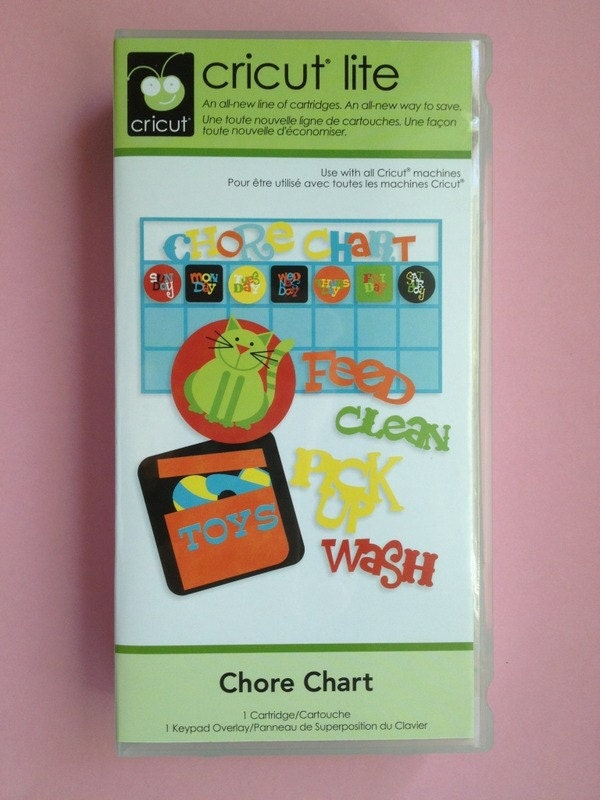 cricut® lite
An all-new line of cartridges. An all-new way to save.
Une toute nouvelle ligne de cartouches. Une façon
toute nouvelle d'économiser.
cricut®
Use with all Cricut® machines
Pour être utilisé avec toutes les machines Cricut®
CHORe CHART
SUN DAY
MON DAY
TUeS DAY
WeD NeS DAY
THURS DAY
FRI DAY
SAT UR DAY
FeeD
CLeaN
PiCK
UP
TOYS
WaSH
Chore Chart
1 Cartridge/Cartouche
1 Keypad Overlay/Panneau de Superposition du Clavier